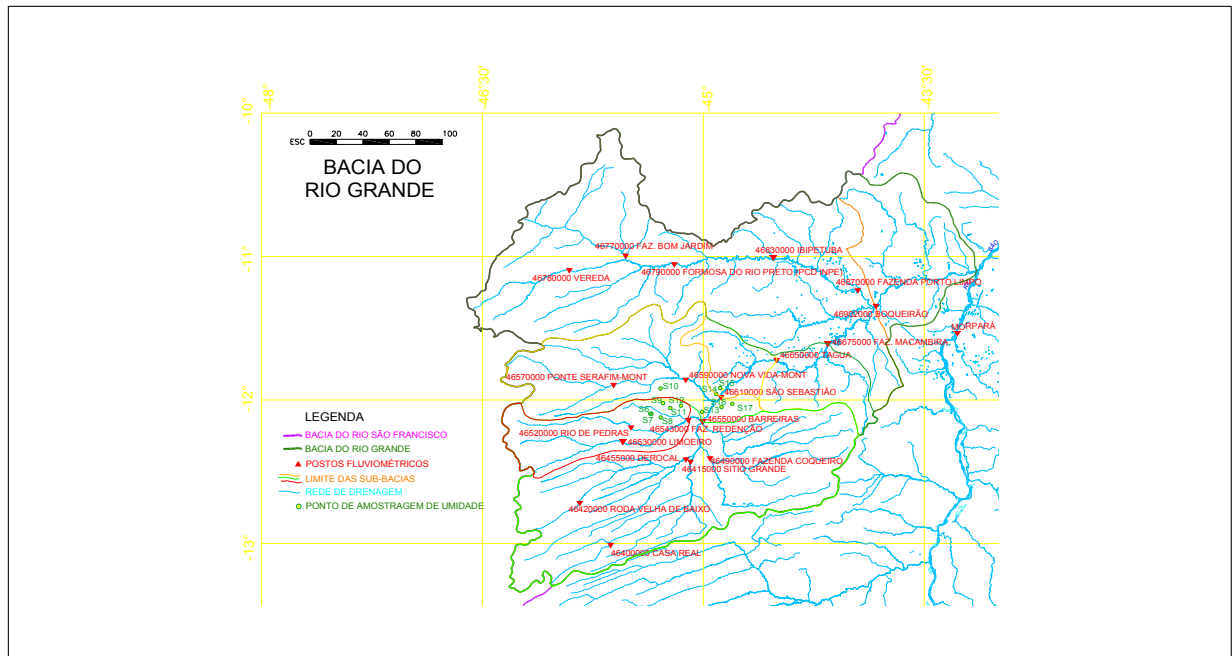 -48°
-46°30'
-45°
-43°30'
-10°
ESC 0 20 40 60 80 100
BACIA DO
RIO GRANDE
46770000 FAZ. BOM JARDIM
46830000 IBIPETUBA
-11°
46780000 VEREDA
46790000 FORMOSA DO RIO PRETO(PCD INPE)
46870000 FAZENDA PORTO LIMPO
46902000 BOQUEIRÃO
MORPARÁ
46675000 FAZ. MACAMBIRA
46650000 TAGUA
46570000 PONTE SERAFIM-MONT
46590000 NOVA VIDA-MONT
S10
S15
S14
46610000 SÃO SEBASTIÃO
-12°
S9
S12
S11
S16
S17
S13
S7
S8
46550000 BARREIRAS
46543000 FAZ. REDENÇÃO
46520000 RIO DE PEDRAS
46530000 LIMOEIRO
46455000 DEROCAL
46490000 FAZENDA COQUEIRO
46415000 SITIO GRANDE
46420000 RODA VELHA DE BAIXO
46400000 CASA REAL
-13°
LEGENDA
BACIA DO RIO SÃO FRANCISCO
BACIA DO RIO GRANDE
POSTOS FLUVIOMÉTRICOS
LIMITE DAS SUB-BACIAS
REDE DE DRENAGEM
PONTO DE AMOSTRAGEM DE UMIDADE